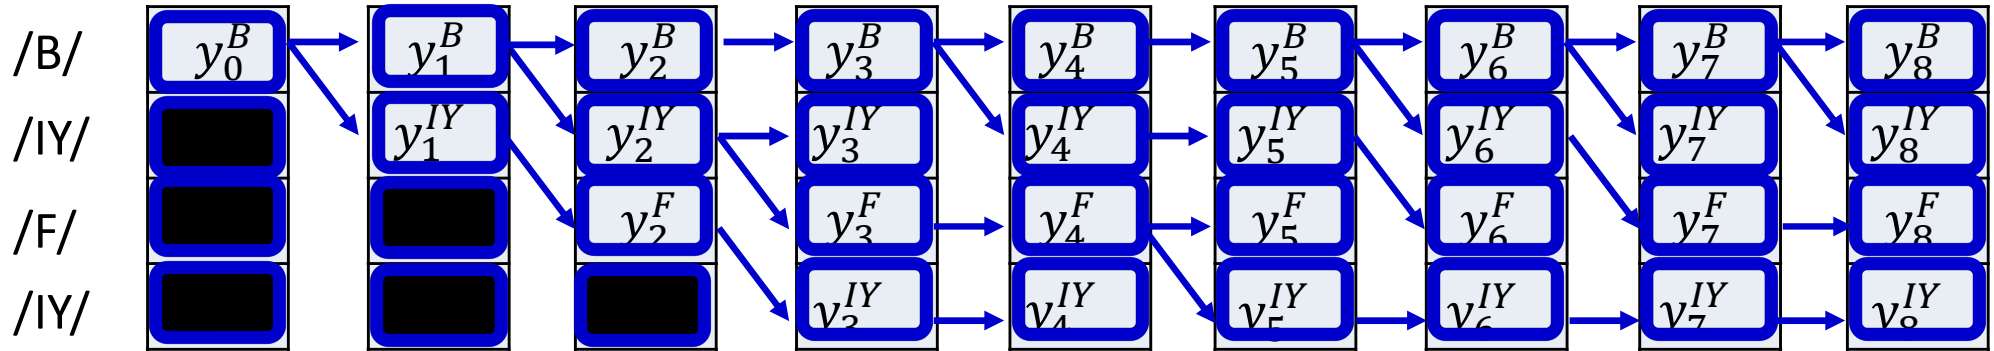 /B/ y_0^B y_1^B y_2^B y_3^B y_4^B y_5^B y_6^B y_7^B y_8^B
/IY/ y_1^IY y_2^IY y_3^IY y_4^IY y_5^IY y_6^IY y_7^IY y_8^IY
/F/ y_2^F y_3^F y_4^F y_5^F y_6^F y_7^F y_8^F
/IY/ y_3^IY y_4^IY y_5^IY y_6^IY y_7^IY y_8^IY